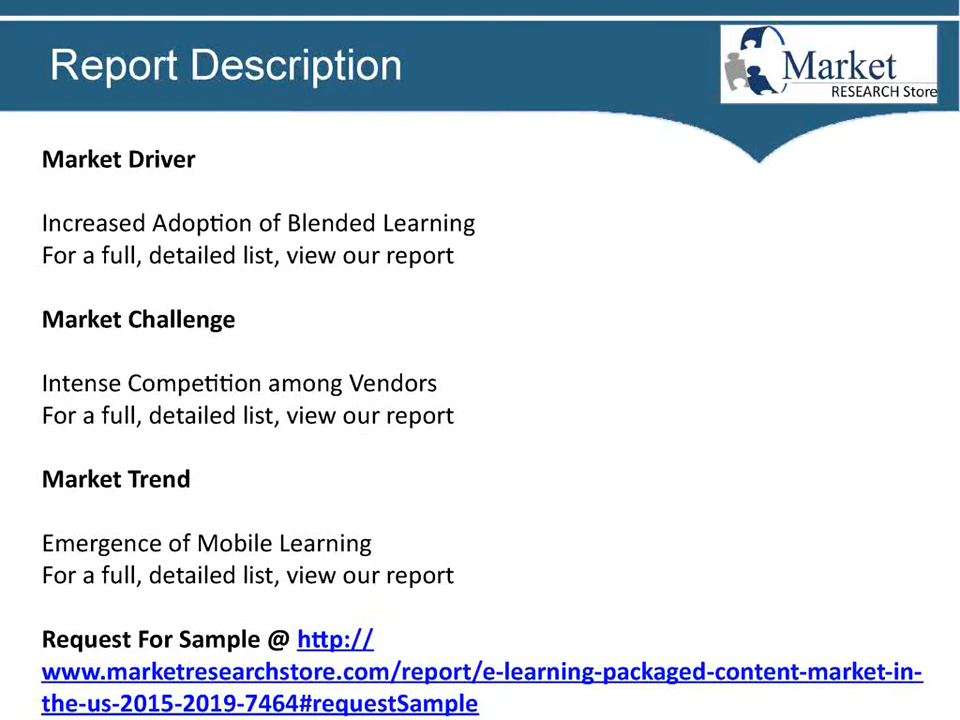 Report Description
Market
RESEARCH Store
Market Driver
Increased Adoption of Blended Learning
For a full, detailed list, view our report
Market Challenge
Intense Competition among Vendors
For a full, detailed list, view our report
Market Trend
Emergence of Mobile Learning
For a full, detailed list, view our report
Request For Sample @ http://
www.marketresearchstore.com/report/e-learning-packaged-content-market-in-
the-us-2015-2019-7464#requestSample